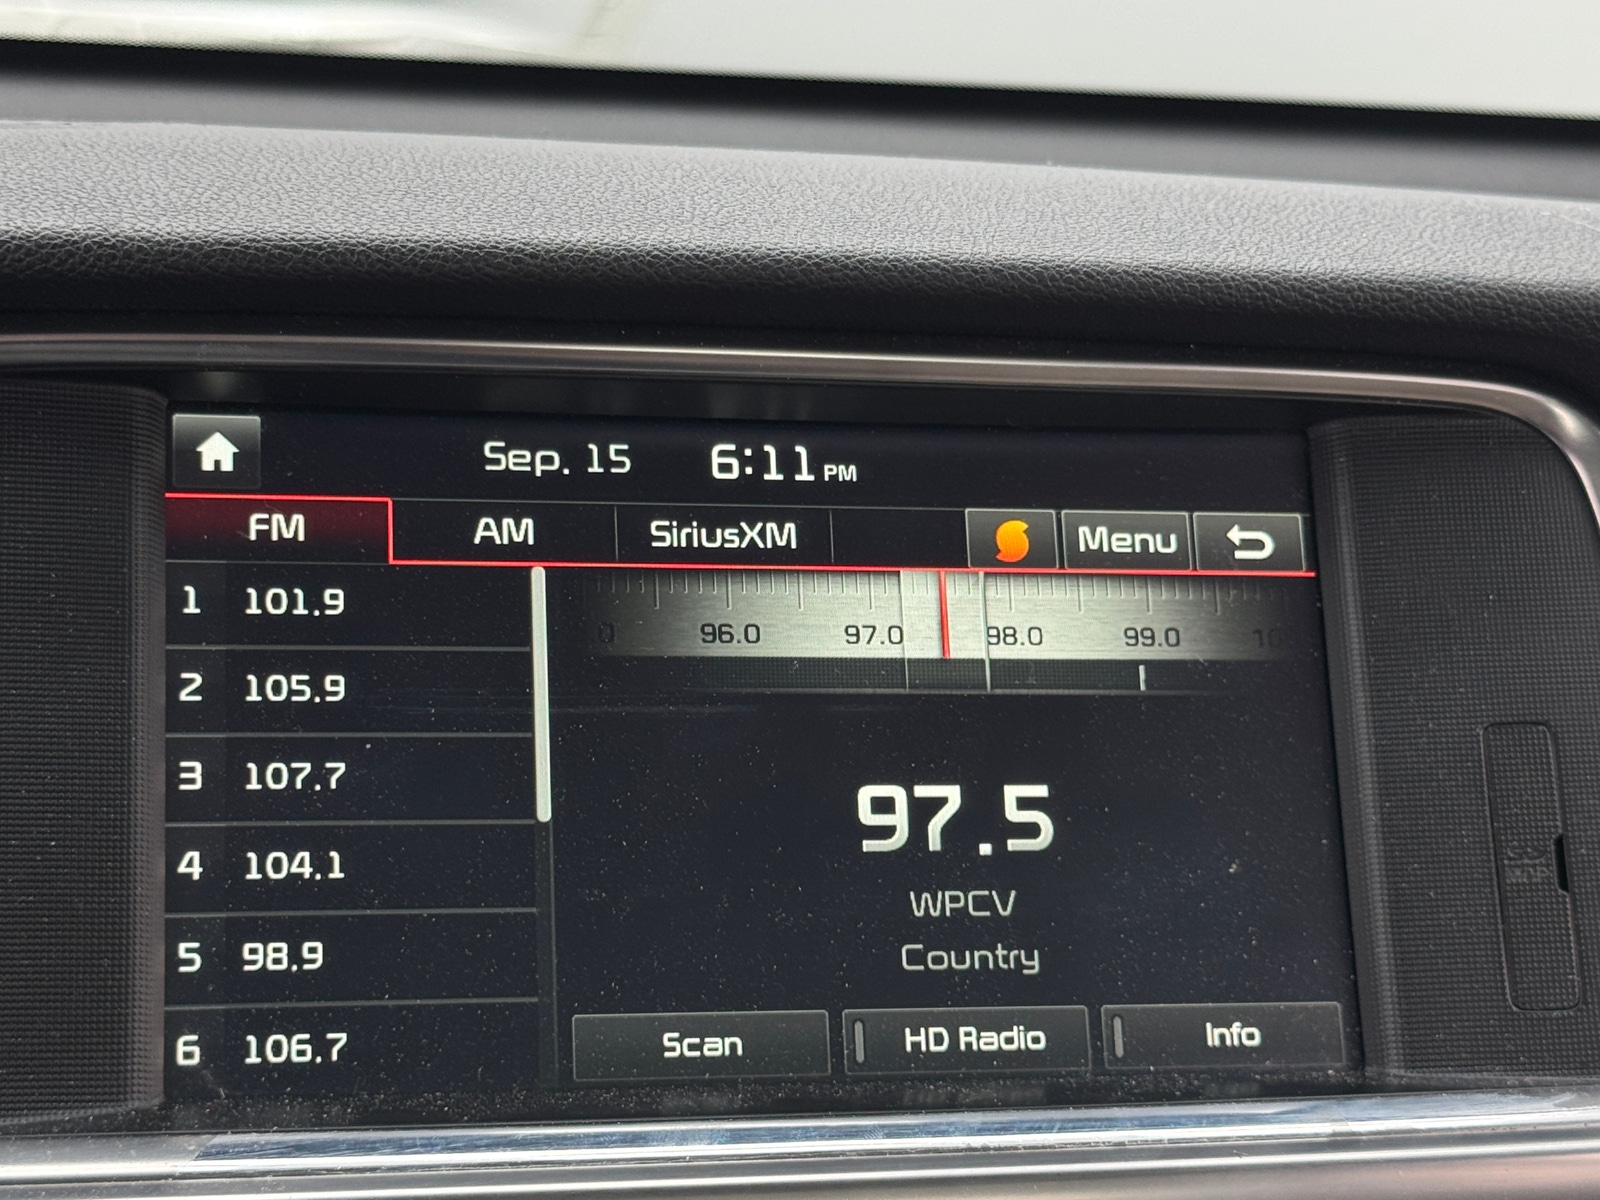 Sep. 15 6:11 PM
FM AM SiriusXM Menu
1 101.9
2 105.9
3 107.7
4 104.1
5 98.9
6 106.7
0 96.0 97.0 98.0 99.0 10
97.5
WPCV
Country
Scan HD Radio Info